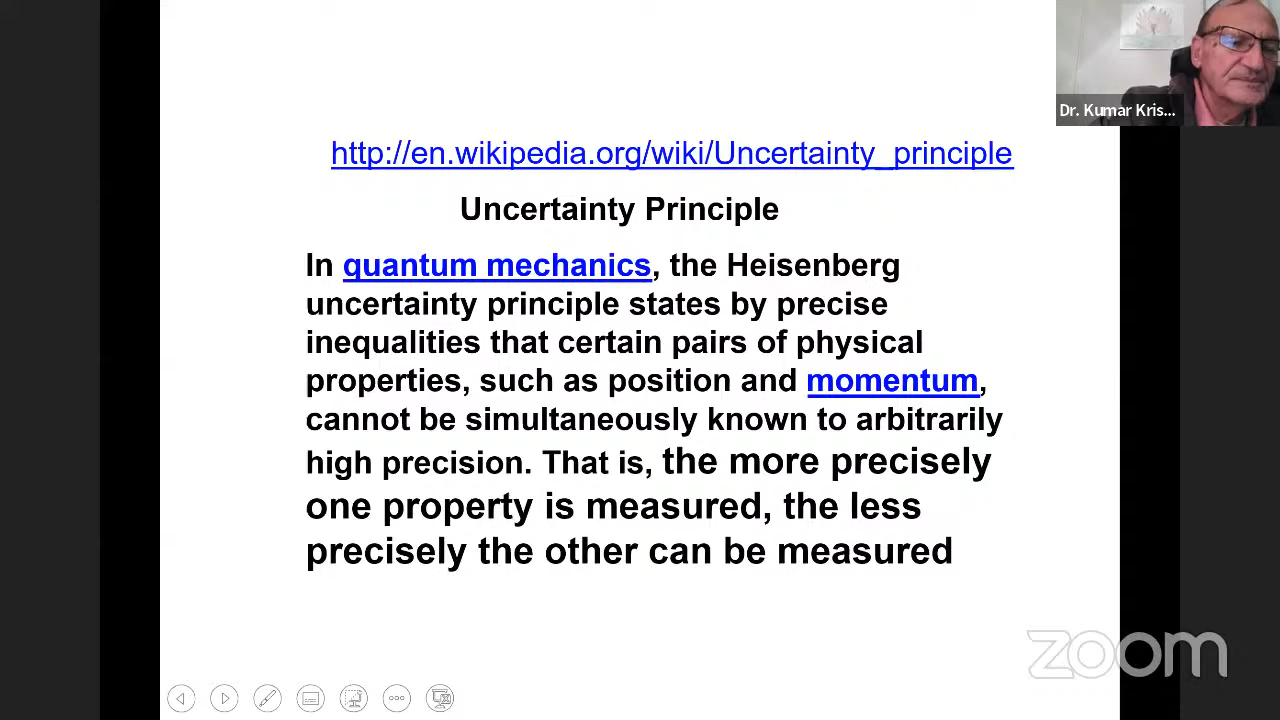 Dr. Kumar Kris...
http://en.wikipedia.org/wiki/Uncertainty_principle
Uncertainty Principle
In quantum mechanics, the Heisenberg
uncertainty principle states by precise
inequalities that certain pairs of physical
properties, such as position and momentum,
cannot be simultaneously known to arbitrarily
high precision. That is, the more precisely
one property is measured, the less
precisely the other can be measured
zoom